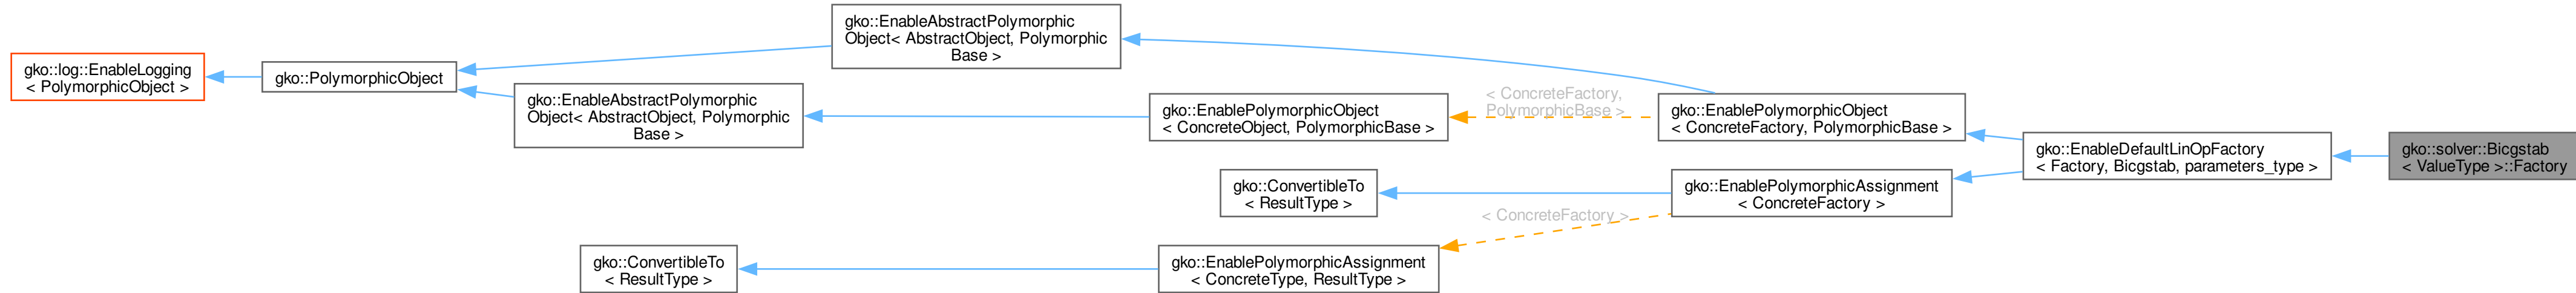 gko::log::EnableLogging
< PolymorphicObject >
gko::PolymorphicObject
gko::EnableAbstractPolymorphic
Object< AbstractObject, Polymorphic
Base >
gko::EnableAbstractPolymorphic
Object< AbstractObject, Polymorphic
Base >
gko::EnablePolymorphicObject
< ConcreteObject, PolymorphicBase >
< ConcreteFactory,
PolymorphicBase >
gko::EnablePolymorphicObject
< ConcreteFactory, PolymorphicBase >
gko::EnableDefaultLinOpFactory
< Factory, Bicgstab, parameters_type >
gko::solver::Bicgstab
< ValueType >::Factory
gko::ConvertibleTo
< ResultType >
gko::EnablePolymorphicAssignment
< ConcreteFactory >
< ConcreteFactory >
gko::ConvertibleTo
< ResultType >
gko::EnablePolymorphicAssignment
< ConcreteType, ResultType >